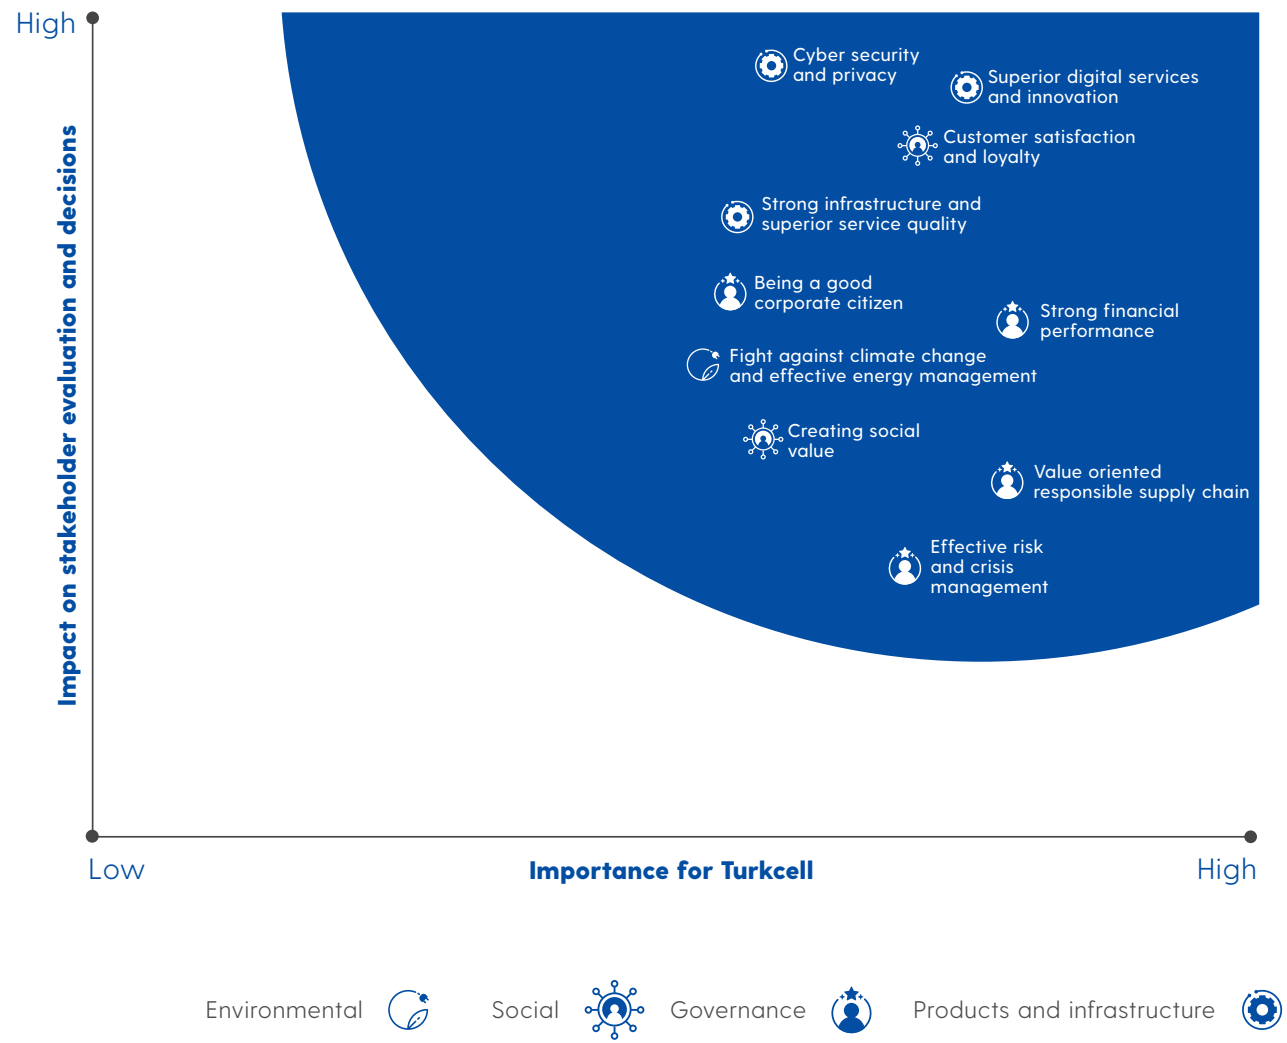 High
Impact on stakeholder evaluation and decisions
Cyber security
and privacy
Superior digital services
and innovation
Customer satisfaction
and loyalty
Strong infrastructure and
superior service quality
Being a good
corporate citizen
Strong financial
performance
Fight against climate change
and effective energy management
Creating social
value
Value oriented
responsible supply chain
Effective risk
and crisis
management
Low
Importance for Turkcell
High
Environmental
Social
Governance
Products and infrastructure